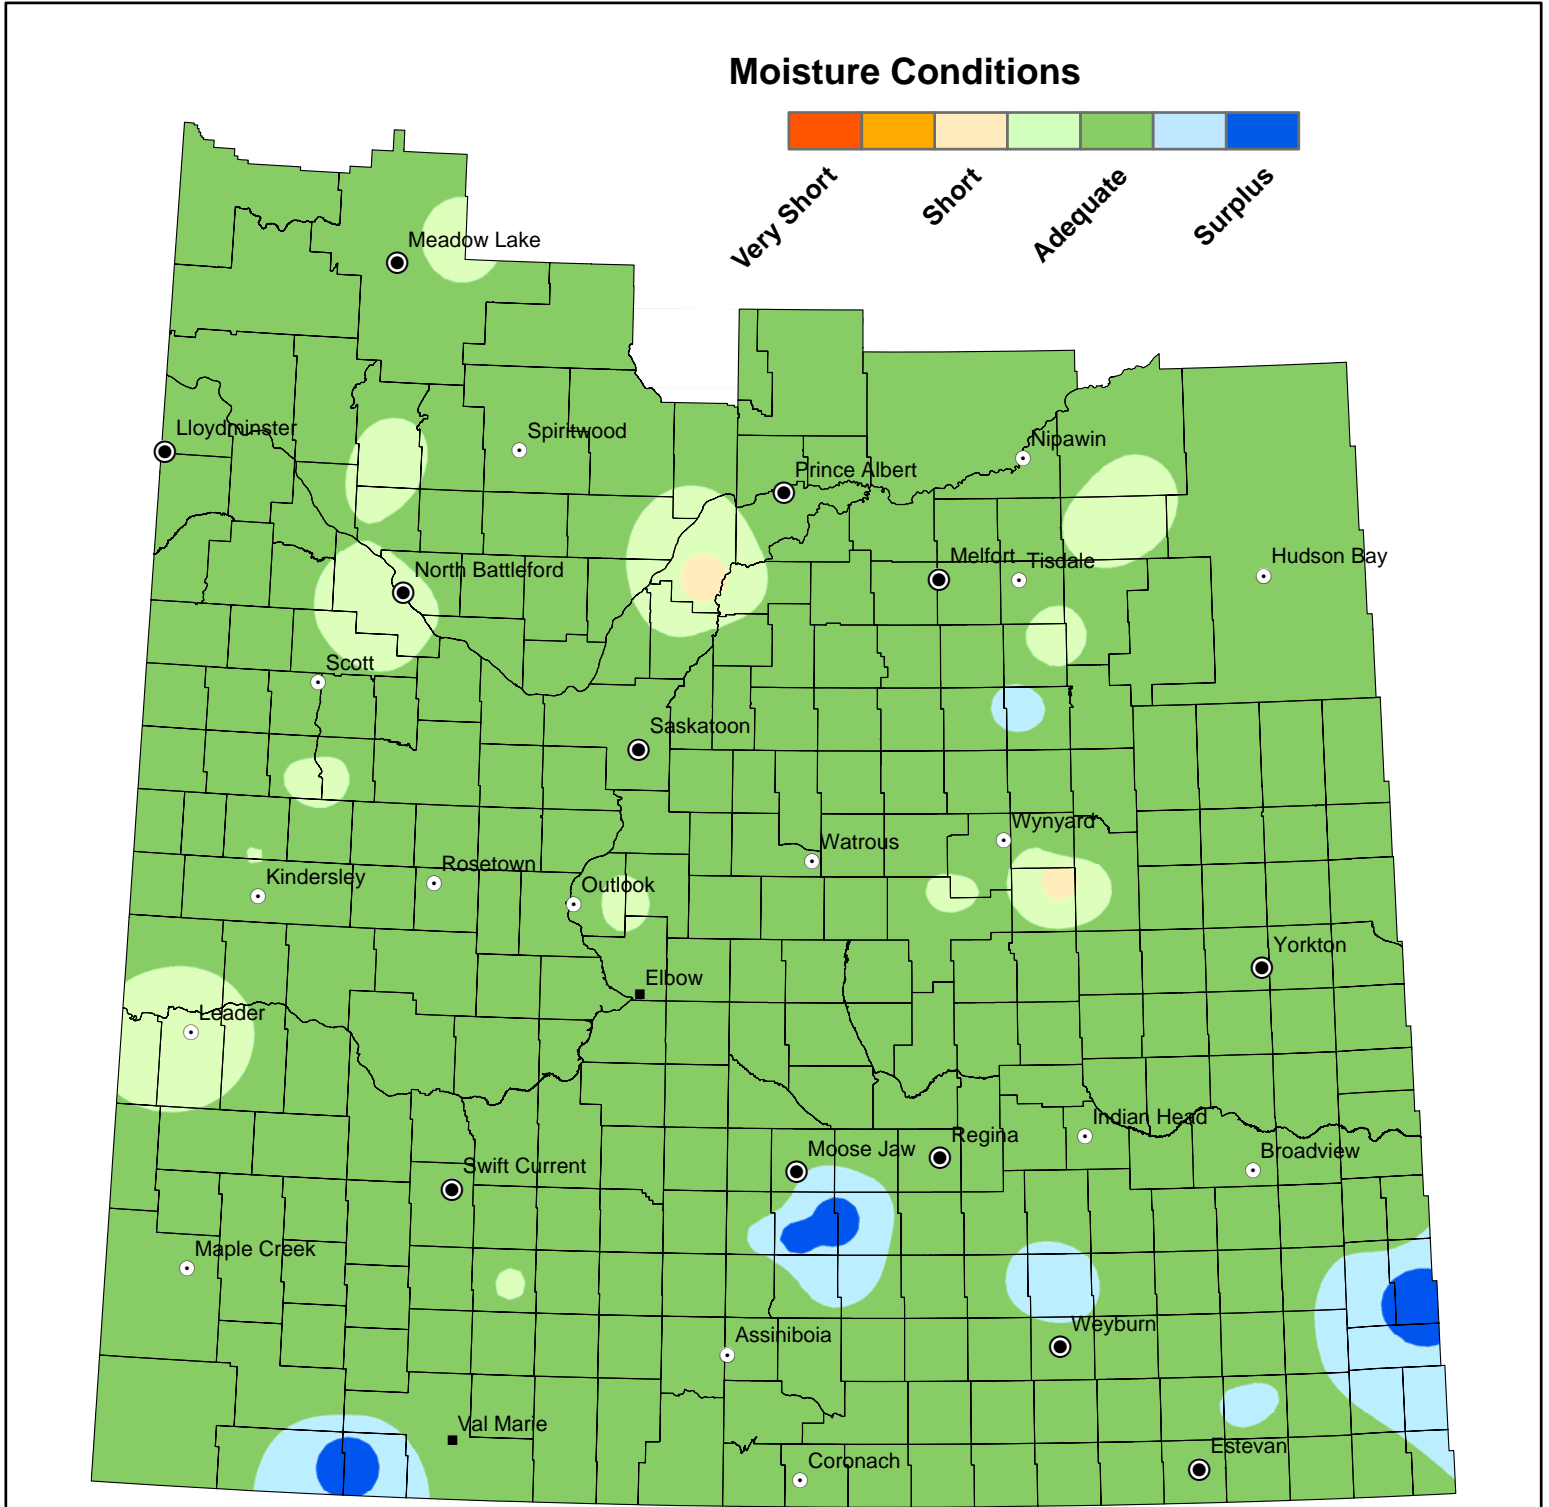 Moisture Conditions
Very Short
Short
Adequate
Surplus
Meadow Lake
Lloydminster
Spiritwood
Nipawin
Prince Albert
North Battleford
Melfort
Tisdale
Hudson Bay
Scott
Saskatoon
Wynyard
Watrous
Rosetown
Kindersley
Outlook
Yorkton
Elbow
Leader
Indian Head
Regina
Moose Jaw
Broadview
Swift Current
Maple Creek
Weyburn
Assiniboia
Val Marie
Estevan
Coronach